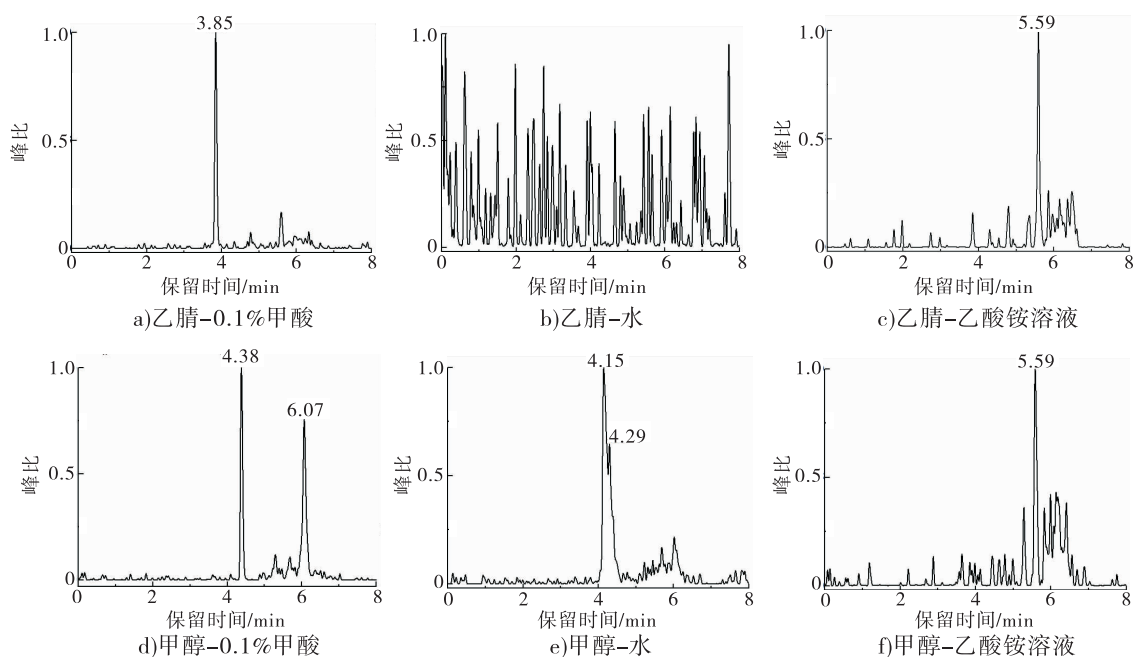 3.85
1.0
0.5
0
峰比
0 2 4 6 8
保留时间/min
a)乙腈-0.1%甲酸
1.0
0.5
0
峰比
0 2 4 6 8
保留时间/min
b)乙腈-水
5.59
1.0
0.5
0
峰比
0 2 4 6 8
保留时间/min
c)乙腈-乙酸铵溶液
4.38
6.07
1.0
0.5
0
峰比
0 2 4 6 8
保留时间/min
d)甲醇-0.1%甲酸
4.15
4.29
1.0
0.5
0
峰比
0 2 4 6 8
保留时间/min
e)甲醇-水
5.59
1.0
0.5
0
峰比
0 2 4 6 8
保留时间/min
f)甲醇-乙酸铵溶液